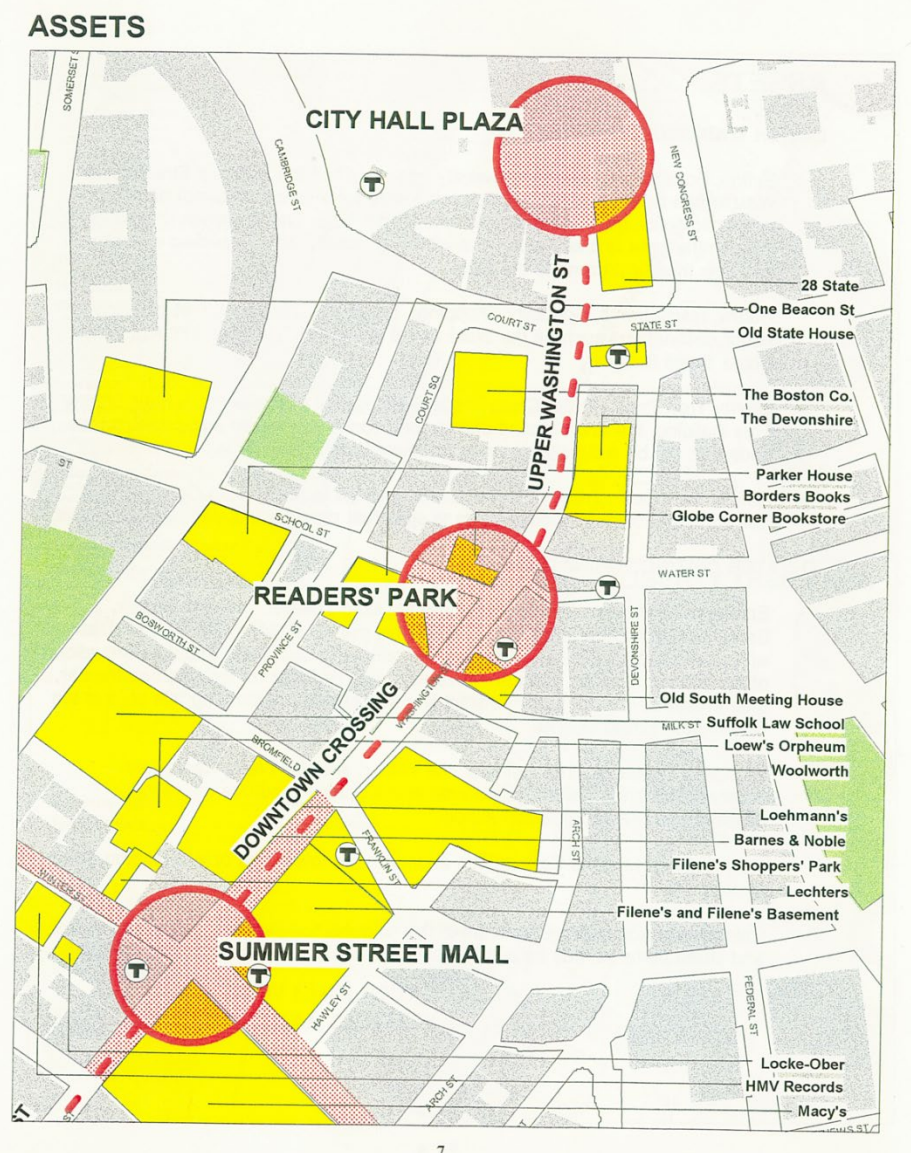 ASSETS
SOMERSET
CITY HALL PLAZA
CAMBRIDGE ST
T
NEW CONGRESS ST
28 State
One Beacon St
COURT ST
STATE ST
Old State House
T
UPPER WASHINGTON ST
COURT SQ
The Boston Co.
The Devonshire
ST
Parker House
Borders Books
SCHOOL ST
Globe Corner Bookstore
WATER ST
T
READERS' PARK
BOSWORTH ST
PROVINCE ST
T
DEVONSHIRE ST
Old South Meeting House
MILK ST
Suffolk Law School
DOWNTOWN CROSSING
BROMFIELD
Loew's Orpheum
Woolworth
Loehmann's
ARCH ST
Barnes & Noble
FRANKLIN ST
T
Filene's Shoppers' Park
Lechters
Filene's and Filene's Basement
SUMMER STREET MALL
T
T
HAWLEY ST
FEDERAL ST
Locke-Ober
ARCH ST
HMV Records
Macy's
ST
7